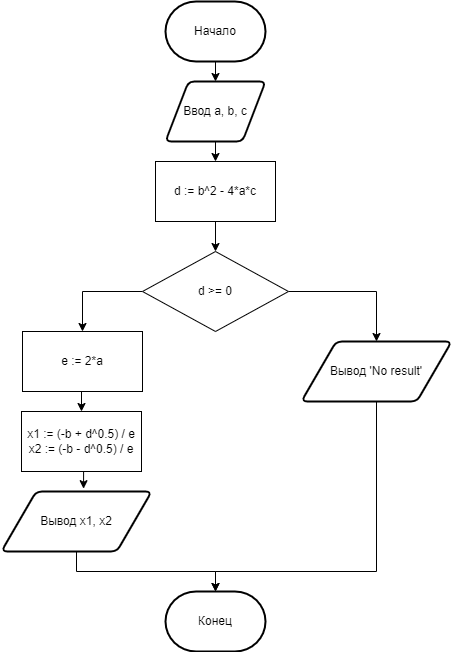 Начало
Ввод a, b, c
d := b^2 - 4*a*c
d >= 0
e := 2*a
Вывод 'No result'
x1 := (-b + d^0.5) / e
x2 := (-b - d^0.5) / e
Вывод x1, x2
Конец